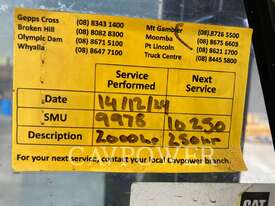 Gepps Cross (08) 8343 1400
Broken Hill (08) 8082 8300
Olympic Dam (08) 8671 5100
Whyalla (08) 8647 7100
Mt Gambier (08) 8726 5500
Moomba (08) 8675 6603
Pt Lincoln (08) 8621 1700
Truck Centre (08) 8445 5800
Service Performed Next Service
Date 14/12/24
SMU 9978 10250
Description 2000hr 250hr
For your next service, contact your local Cavpower branch.
CAVPOWER
CAT